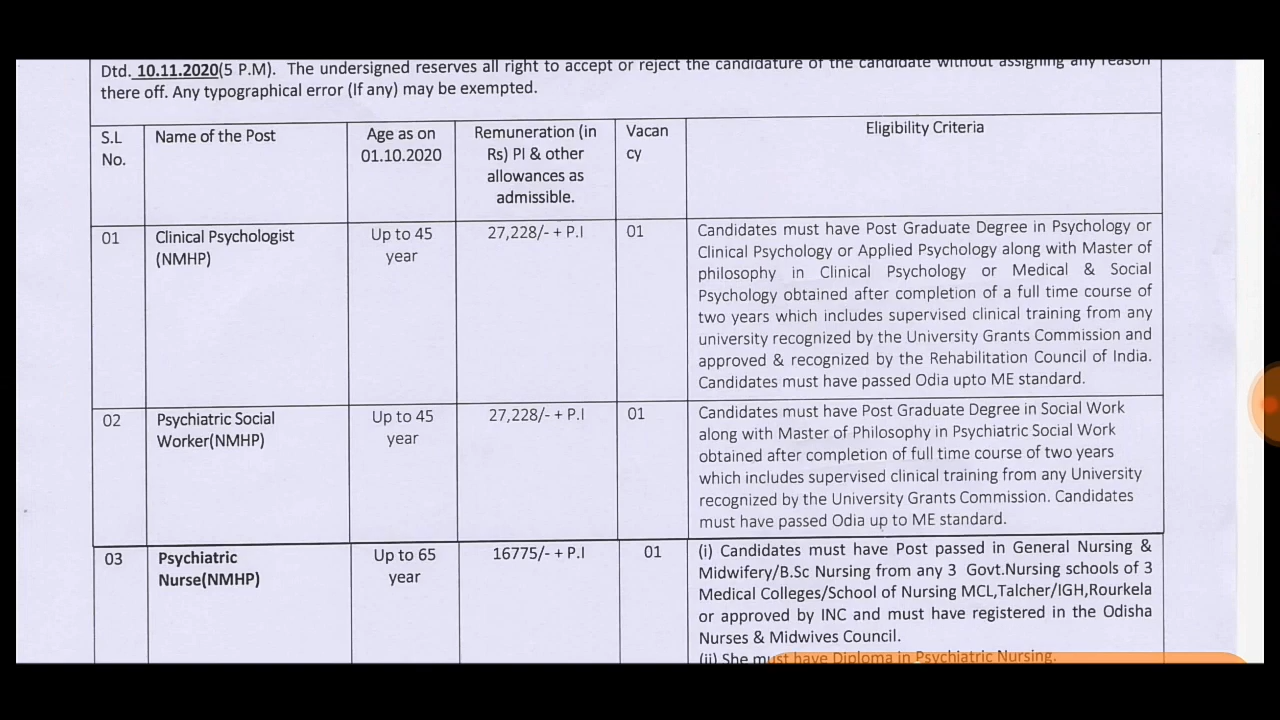 Dtd. 10.11.2020(5 P.M). The undersigned reserves all right to accept or reject the candidature of the candidate without assigning any reason
there off. Any typographical error (If any) may be exempted.
S.L
No.
Name of the Post
Age as on
01.10.2020
Remuneration (in
Rs) PI & other
allowances as
admissible.
Vacan
cy
Eligibility Criteria
01
Clinical Psychologist
(NMHP)
Up to 45
year
27,228/- + P.I
01
Candidates must have Post Graduate Degree in Psychology or
Clinical Psychology or Applied Psychology along with Master of
philosophy in Clinical Psychology or Medical & Social
Psychology obtained after completion of a full time course of
two years which includes supervised clinical training from any
university recognized by the University Grants Commission and
approved & recognized by the Rehabilitation Council of India.
Candidates must have passed Odia upto ME standard.
02
Psychiatric Social
Worker(NMHP)
Up to 45
year
27,228/- + P.I
01
Candidates must have Post Graduate Degree in Social Work
along with Master of Philosophy in Psychiatric Social Work
obtained after completion of full time course of two years
which includes supervised clinical training from any University
recognized by the University Grants Commission. Candidates
must have passed Odia up to ME standard.
03
Psychiatric
Nurse(NMHP)
Up to 65
year
16775/- + P.I
01
(i) Candidates must have Post passed in General Nursing &
Midwifery/B.Sc Nursing from any 3 Govt.Nursing schools of 3
Medical Colleges/School of Nursing MCL,Talcher/IGH,Rourkela
or approved by INC and must have registered in the Odisha
Nurses & Midwives Council.
(ii) She must have Diploma in Psychiatric Nursing.